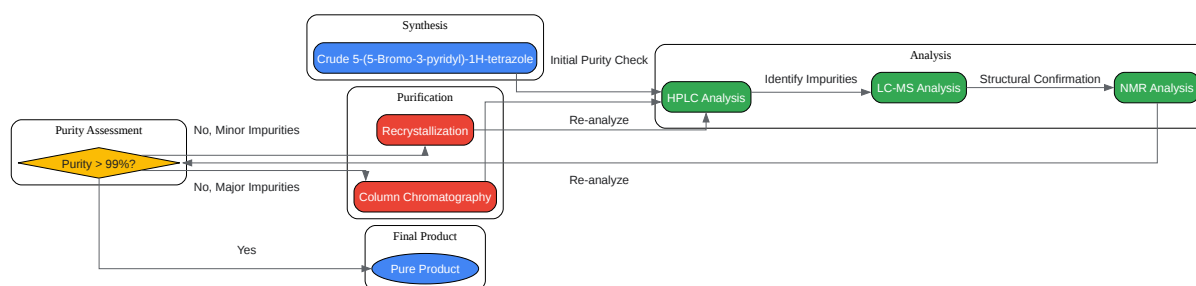 Synthesis
Crude 5-(5-Bromo-3-pyridyl)-1H-tetrazole
Initial Purity Check
Analysis
HPLC Analysis
Identify Impurities
LC-MS Analysis
Structural Confirmation
NMR Analysis
Purification
Recrystallization
Re-analyze
Purity Assessment
No, Minor Impurities
Purity > 99%?
No, Major Impurities
Column Chromatography
Re-analyze
Final Product
Yes
Pure Product